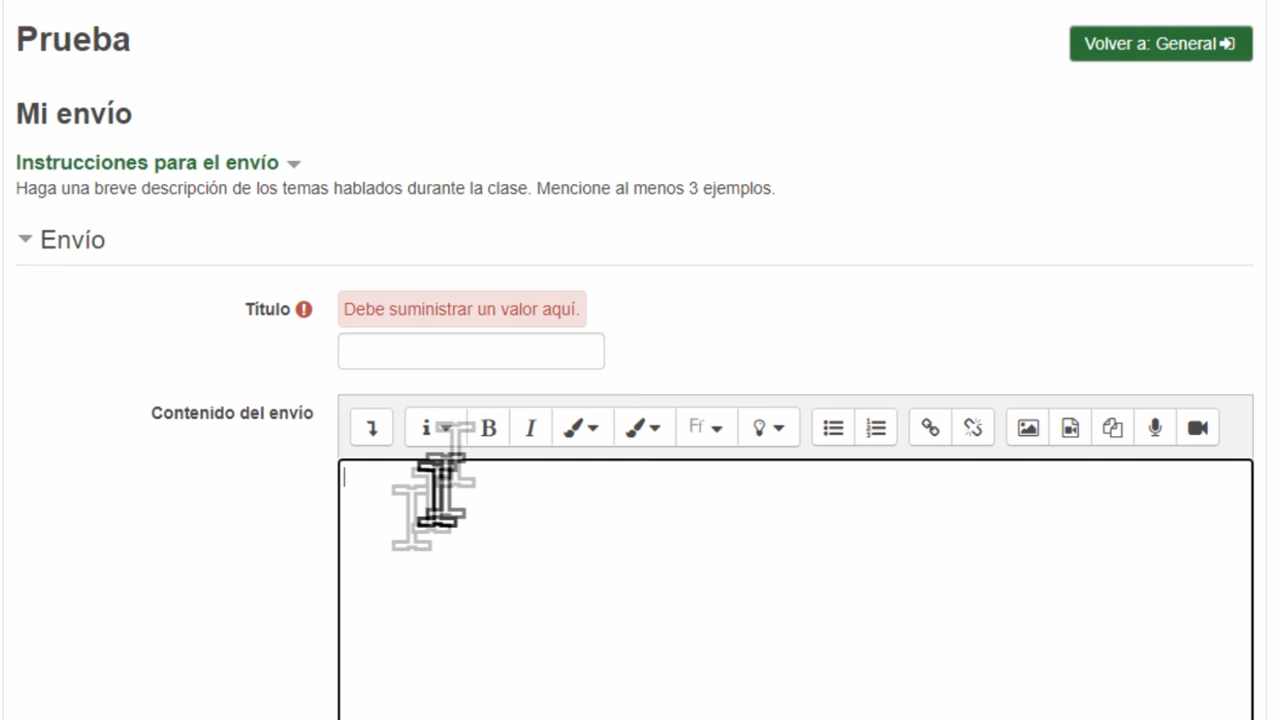 Prueba
Volver a: General
Mi envío
Instrucciones para el envío
Haga una breve descripción de los temas hablados durante la clase. Mencione al menos 3 ejemplos.
Envío
Título
Debe suministrar un valor aquí.
Contenido del envío
i B I Ff